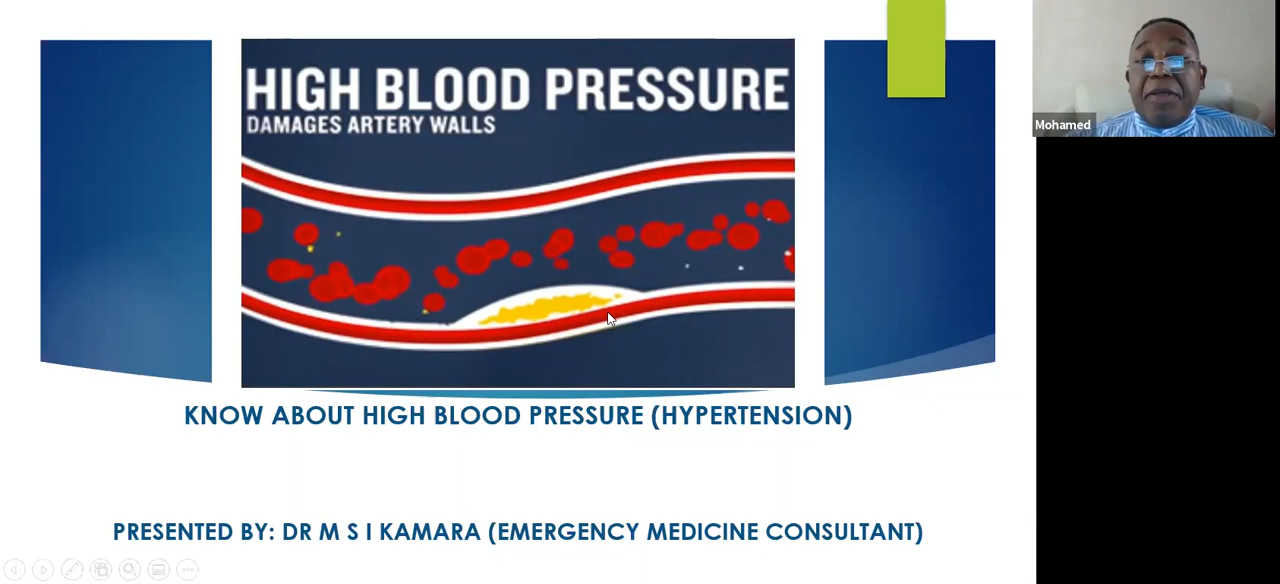 HIGH BLOOD PRESSURE
DAMAGES ARTERY WALLS
Mohamed
KNOW ABOUT HIGH BLOOD PRESSURE (HYPERTENSION)
PRESENTED BY: DR M S I KAMARA (EMERGENCY MEDICINE CONSULTANT)